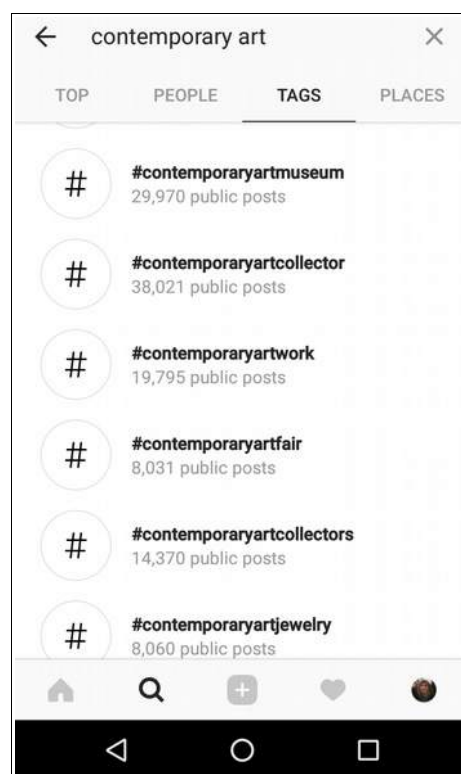 contemporary art
TOP PEOPLE TAGS PLACES
#contemporaryartmuseum
29,970 public posts
#contemporaryartcollector
38,021 public posts
#contemporaryartwork
19,795 public posts
#contemporaryartfair
8,031 public posts
#contemporaryartcollectors
14,370 public posts
#contemporaryartjewelry
8,060 public posts